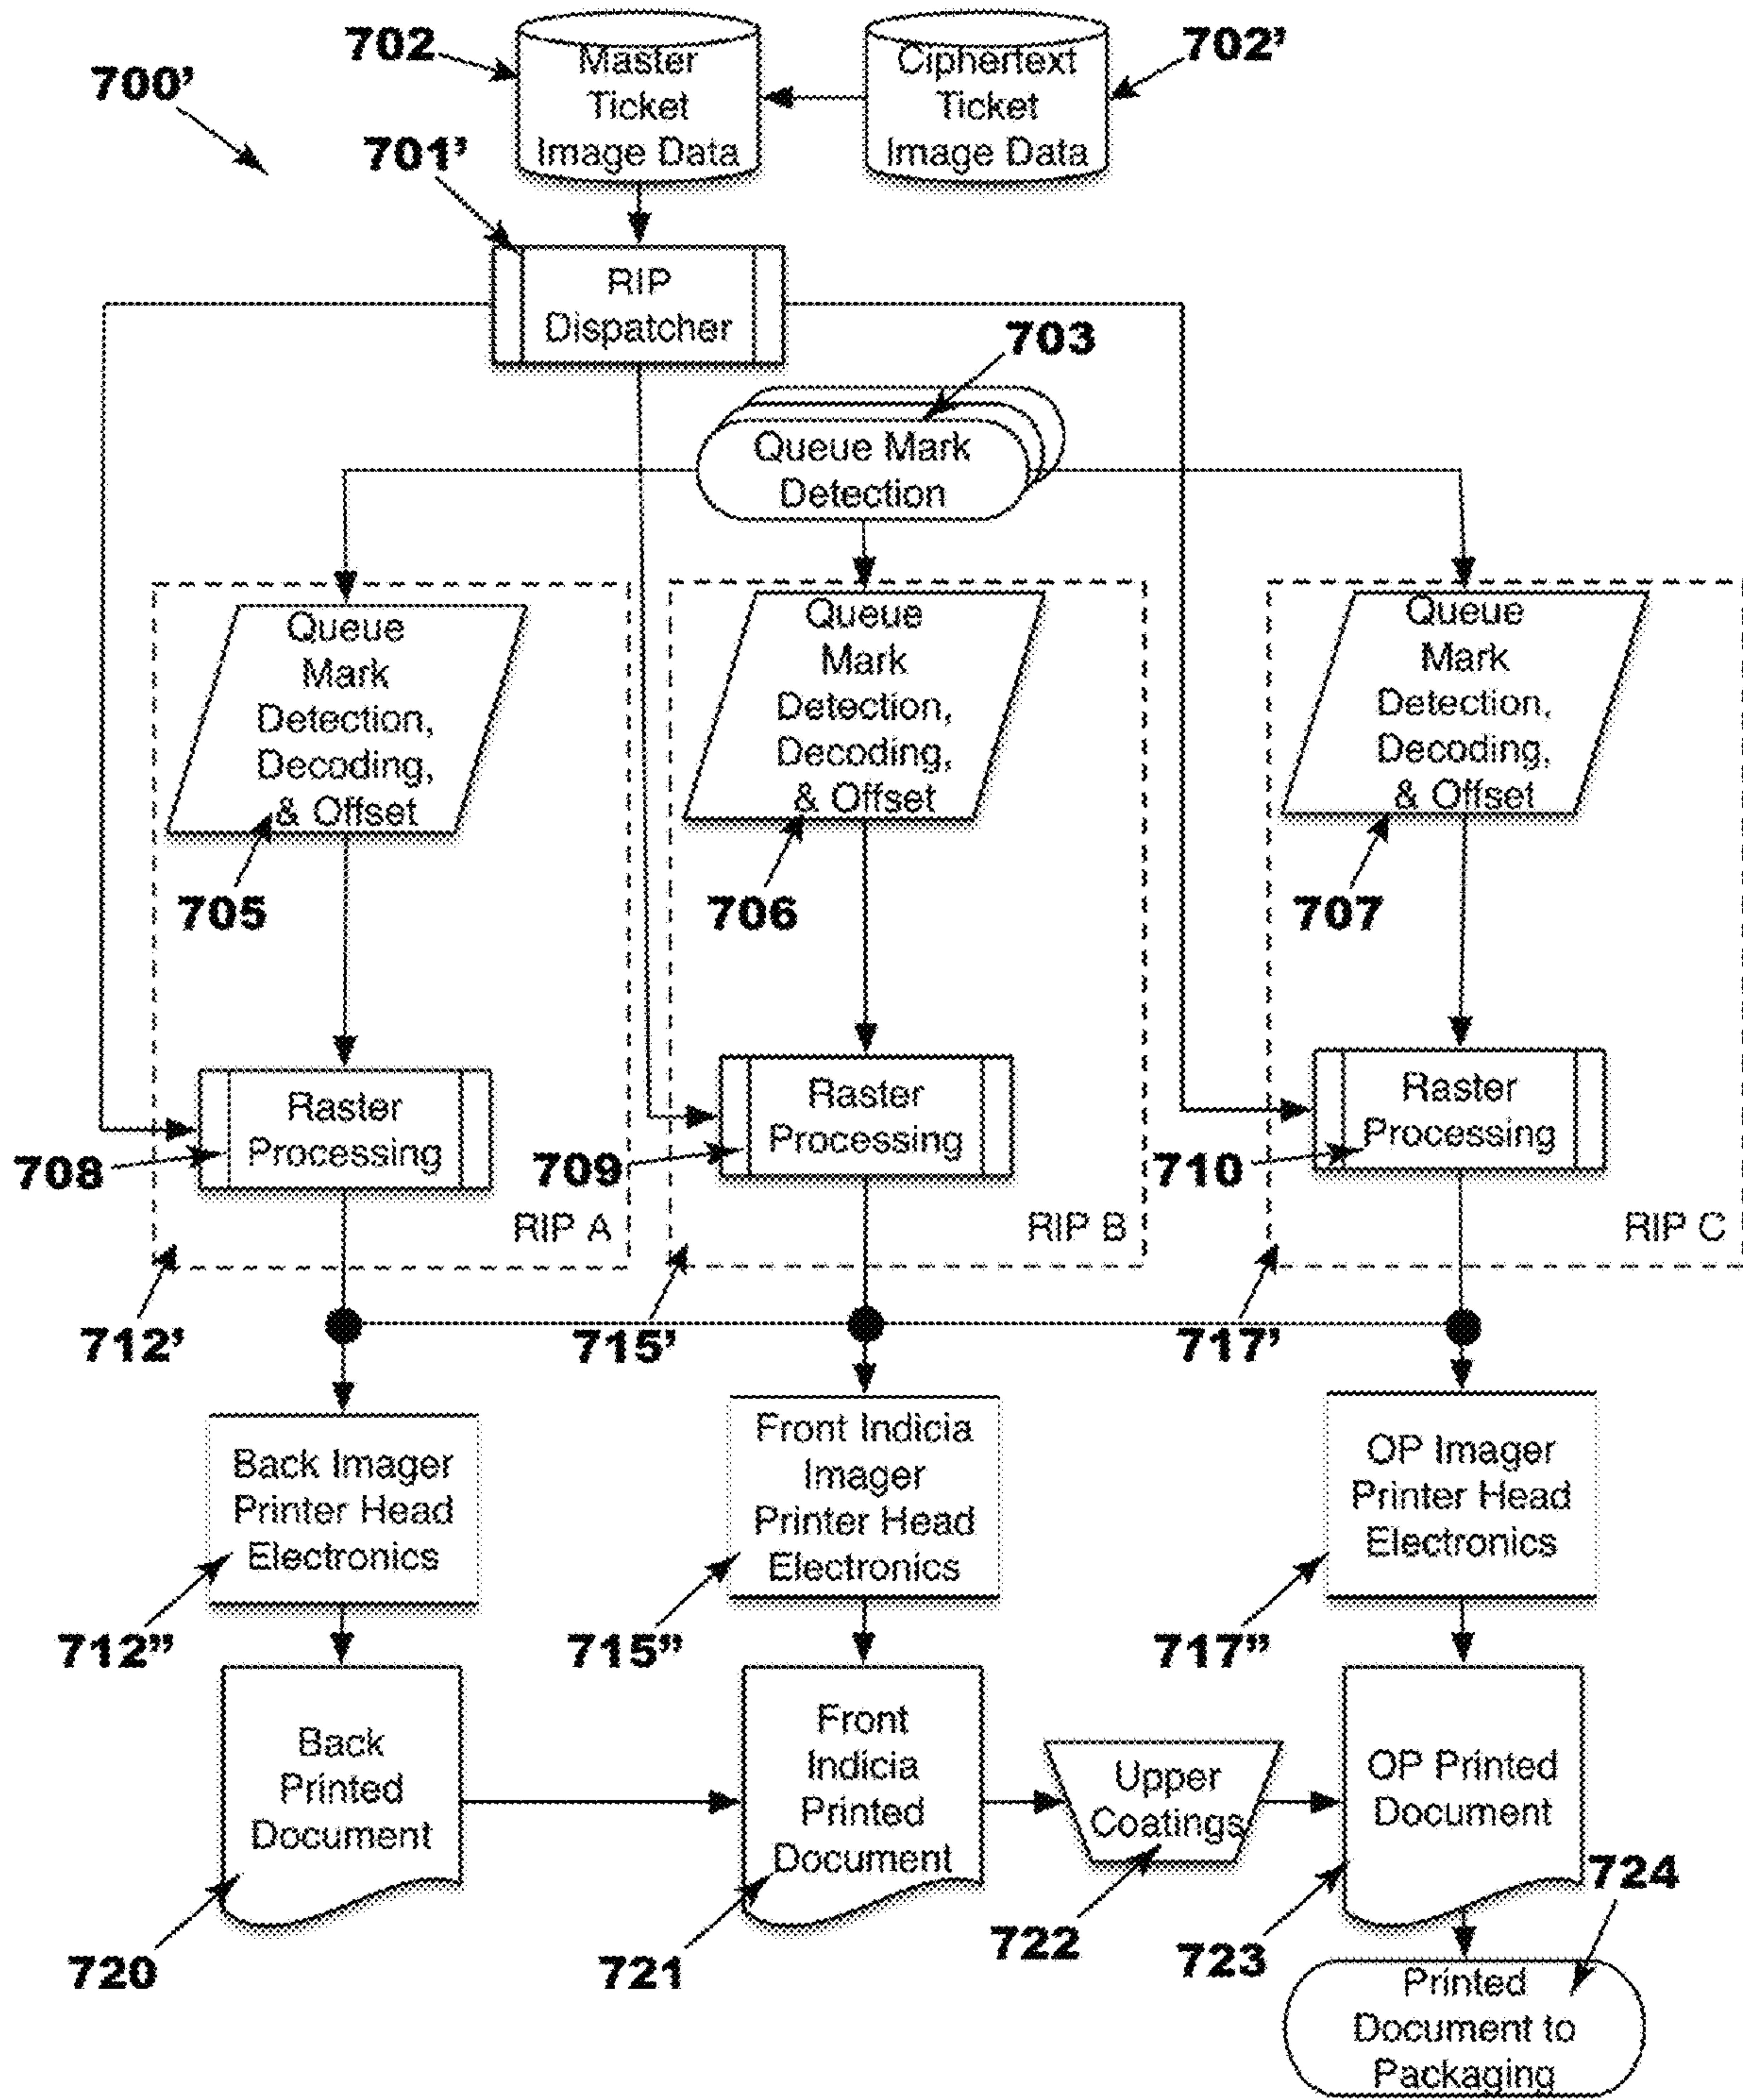 702
Master
Ticket
Image Data
Ciphertext
Ticket
Image Data
702'
700'
701'
RIP
Dispatcher
703
Queue Mark
Detection
Queue
Mark
Detection,
Decoding,
& Offset
705
Queue
Mark
Detection,
Decoding,
& Offset
706
Queue
Mark
Detection,
Decoding,
& Offset
707
Raster
Processing
708
RIP A
Raster
Processing
709
RIP B
Raster
Processing
710
RIP C
712'
715'
717'
Back Imager
Printer Head
Electronics
712"
Front Indicia
Imager
Printer Head
Electronics
715"
OP Imager
Printer Head
Electronics
717"
Back
Printed
Document
720
Front
Indicia
Printed
Document
721
Upper
Coatings
722
OP Printed
Document
723
724
Printed
Document to
Packaging